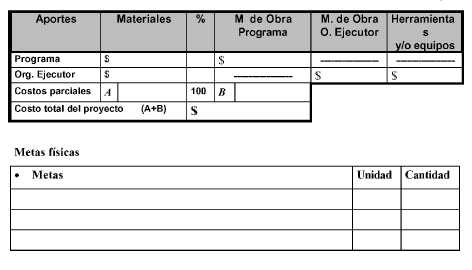 Aportes Materiales % M de Obra Programa M. de Obra O. Ejecutor Herramientas y/o equipos
Programa $ $
Org. Ejecutor $ $ $
Costos parciales A 100 B
Costo total del proyecto (A+B) $
Metas físicas
• Metas Unidad Cantidad